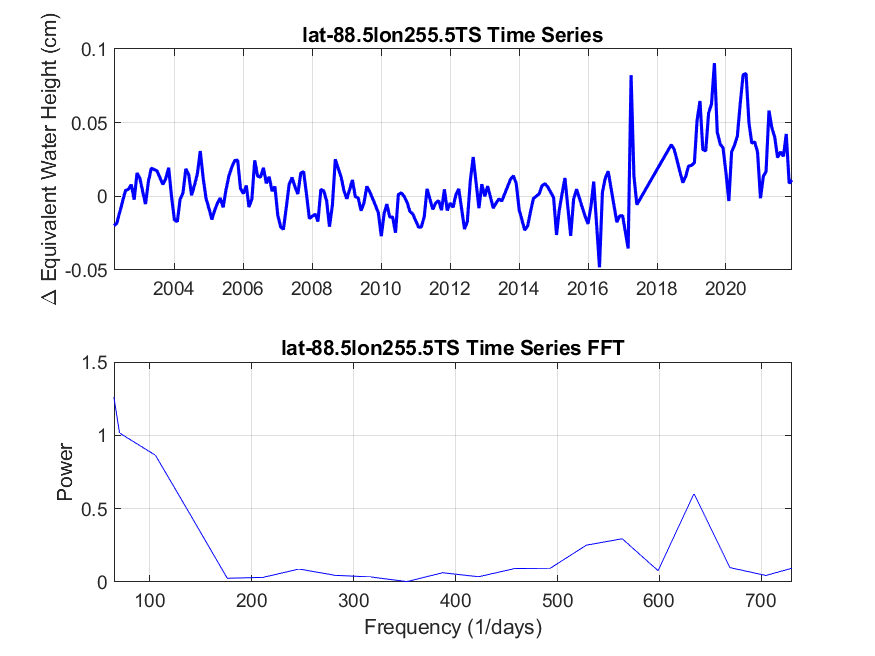 lat-88.5lon255.5TS Time Series
Δ Equivalent Water Height (cm)
0.1
0.05
0
-0.05
2004 2006 2008 2010 2012 2014 2016 2018 2020
lat-88.5lon255.5TS Time Series FFT
Power
1.5
1
0.5
0
100 200 300 400 500 600 700
Frequency (1/days)